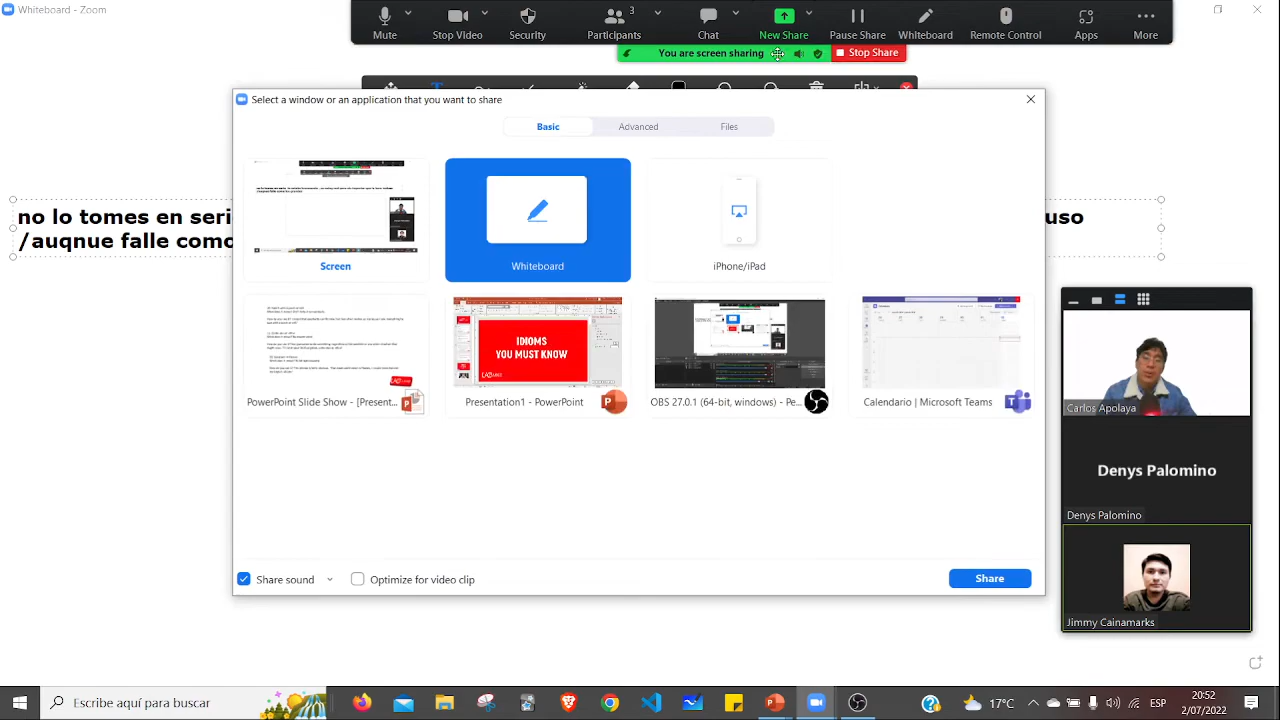 Whiteboard - Zoom
Mute
Stop Video
Security
3
Participants
Chat
New Share
Pause Share
Whiteboard
Remote Control
Apps
More
You are screen sharing
Stop Share
Select a window or an application that you want to share
Basic
Advanced
Files
no lo tomes en seri
uso
/auqnue falle como
Screen
Whiteboard
iPhone/iPad
IDIOMS
YOU MUST KNOW
PowerPoint Slide Show - [Present...
Presentation1 - PowerPoint
OBS 27.0.1 (64-bit, windows) - Pe...
Calendario | Microsoft Teams
Carlos Apolaya
Denys Palomino
Denys Palomino
Jimmy Cainamarks
Share sound
Optimize for video clip
Share
Escribe aquí para buscar
17°C
ESP
20:52
2/07/2022